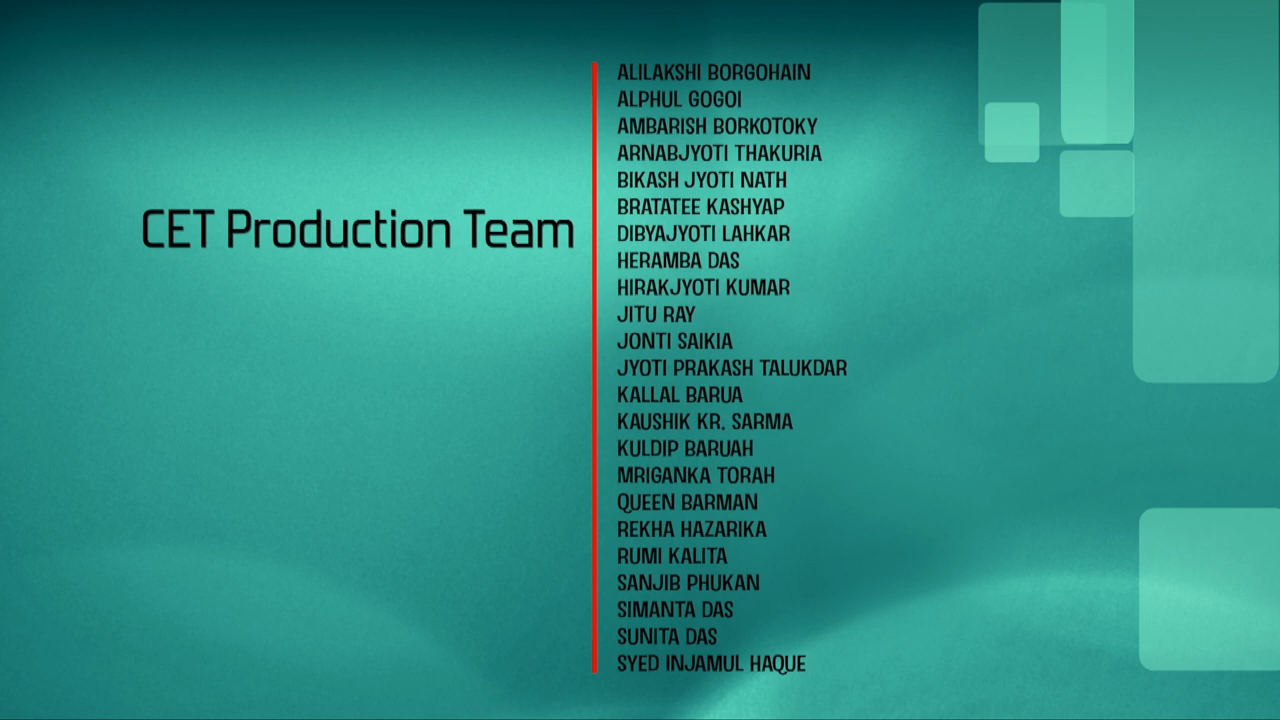 CET Production Team
ALILAKSHI BORGOHAIN
ALPHUL GOGOI
AMBARISH BORKOTOKY
ARNABJYOTI THAKURIA
BIKASH JYOTI NATH
BRATATEE KASHYAP
DIBYAJYOTI LAHKAR
HERAMBA DAS
HIRAKJYOTI KUMAR
JITU RAY
JONTI SAIKIA
JYOTI PRAKASH TALUKDAR
KALLAL BARUA
KAUSHIK KR. SARMA
KULDIP BARUAH
MRIGANKA TORAH
QUEEN BARMAN
REKHA HAZARIKA
RUMI KALITA
SANJIB PHUKAN
SIMANTA DAS
SUNITA DAS
SYED INJAMUL HAQUE